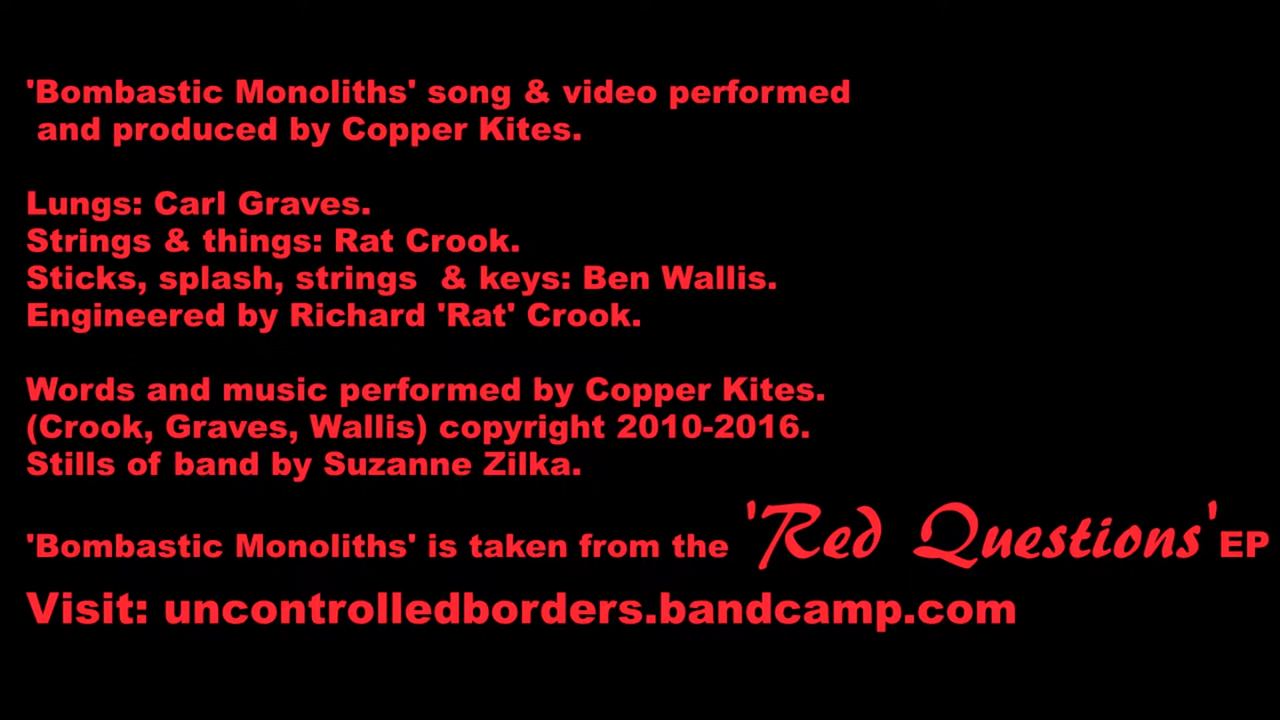 'Bombastic Monoliths' song & video performed
and produced by Copper Kites.
Lungs: Carl Graves.
Strings & things: Rat Crook.
Sticks, splash, strings  & keys: Ben Wallis.
Engineered by Richard 'Rat' Crook.
Words and music performed by Copper Kites.
(Crook, Graves, Wallis) copyright 2010-2016.
Stills of band by Suzanne Zilka.
'Bombastic Monoliths' is taken from the 'Red Questions' EP
Visit: uncontrolledborders.bandcamp.com